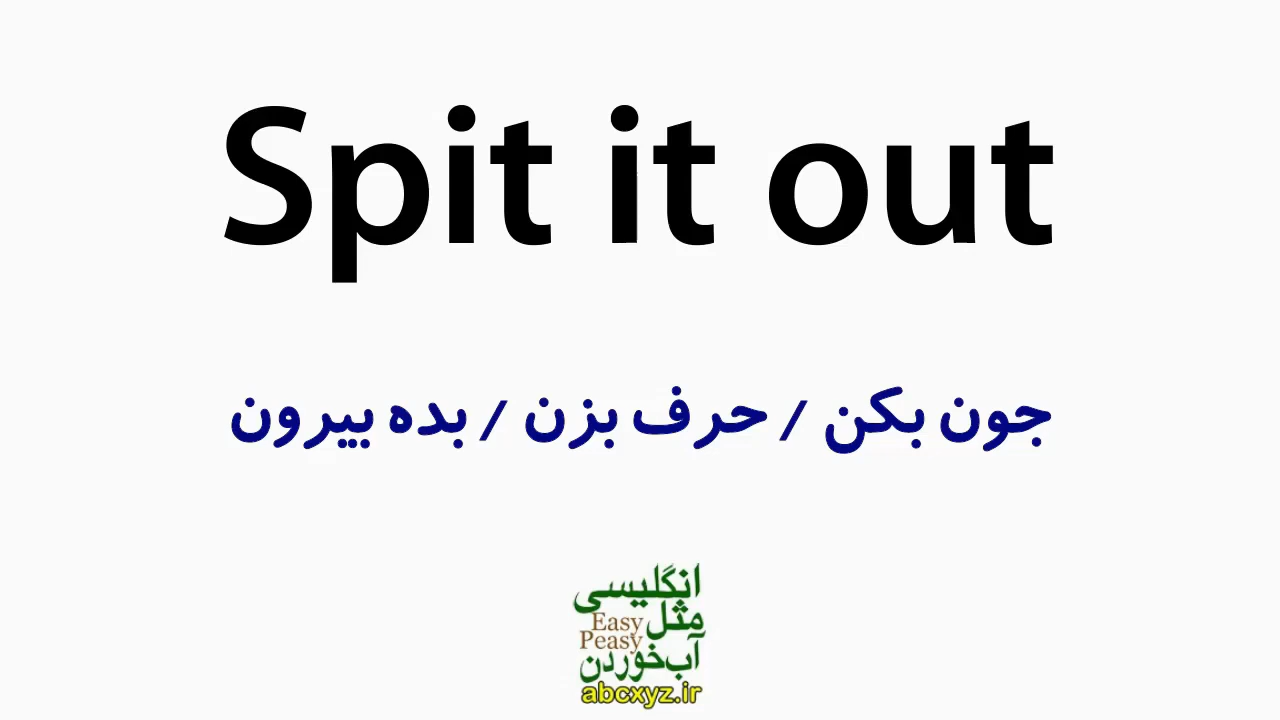 Spit it out
جون بکن / حرف بزن / بده بیرون
انگلیسی
مثل Easy
Peasy
آب‌خوردن
abcxyz.ir